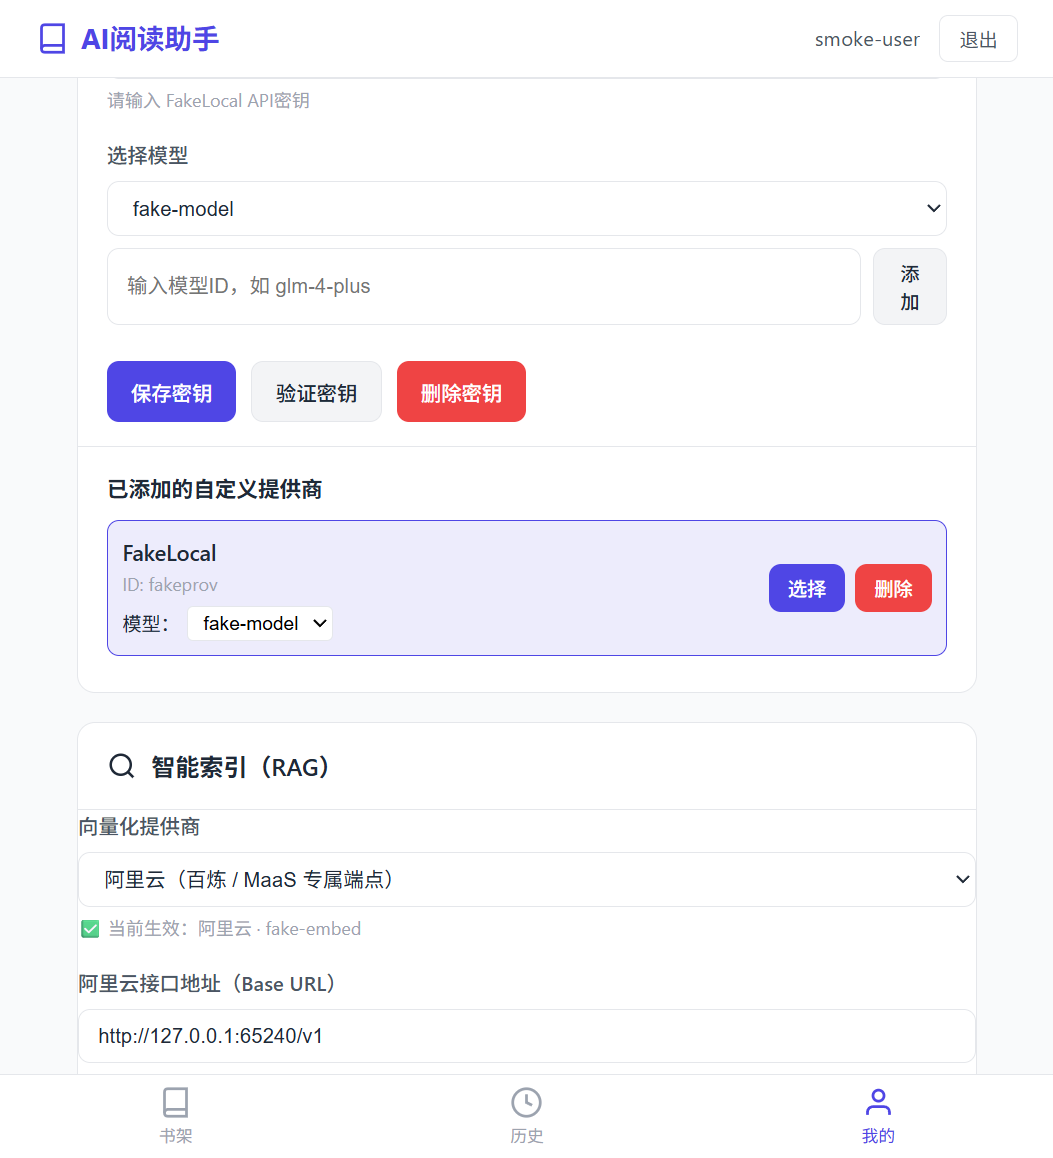 AI阅读助手
smoke-user
退出
请输入 FakeLocal API密钥
选择模型
fake-model
输入模型ID，如 glm-4-plus
添加
保存密钥
验证密钥
删除密钥
已添加的自定义提供商
FakeLocal
ID: fakeprov
模型：
fake-model
选择
删除
智能索引（RAG）
向量化提供商
阿里云（百炼 / MaaS 专属端点）
✅ 当前生效：阿里云 · fake-embed
阿里云接口地址（Base URL）
http://127.0.0.1:65240/v1
书架
历史
我的